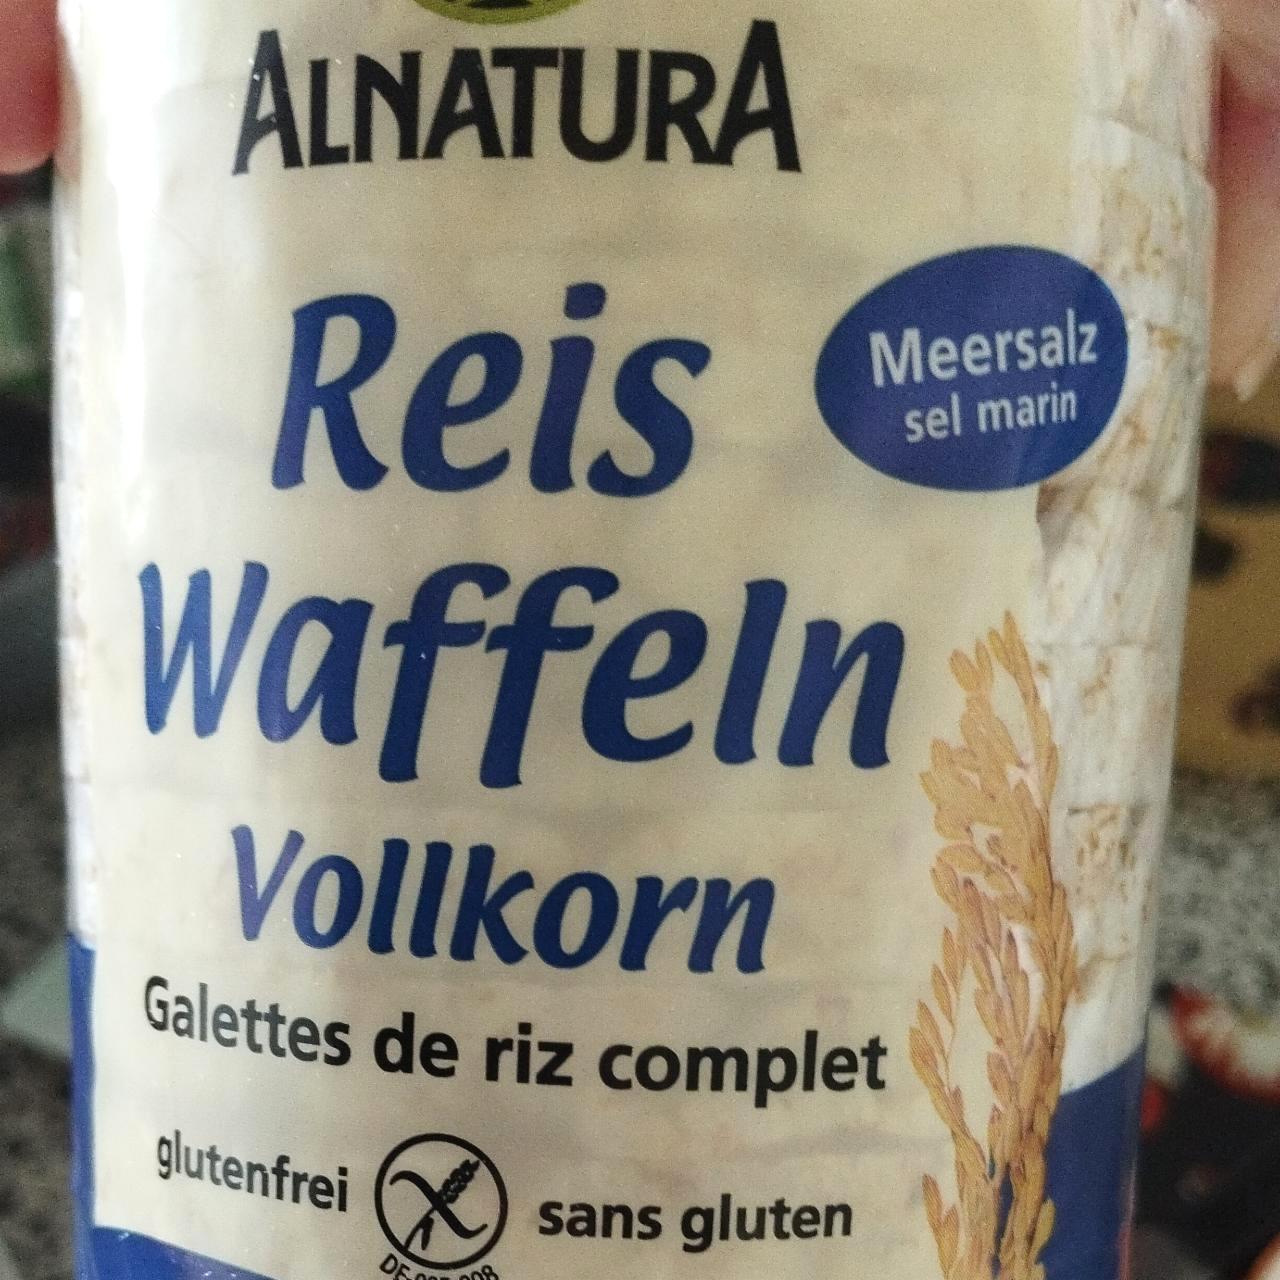 ALNATURA
Reis
Meersalz
sel marin
Waffeln
Vollkorn
Galettes de riz complet
glutenfrei
sans gluten